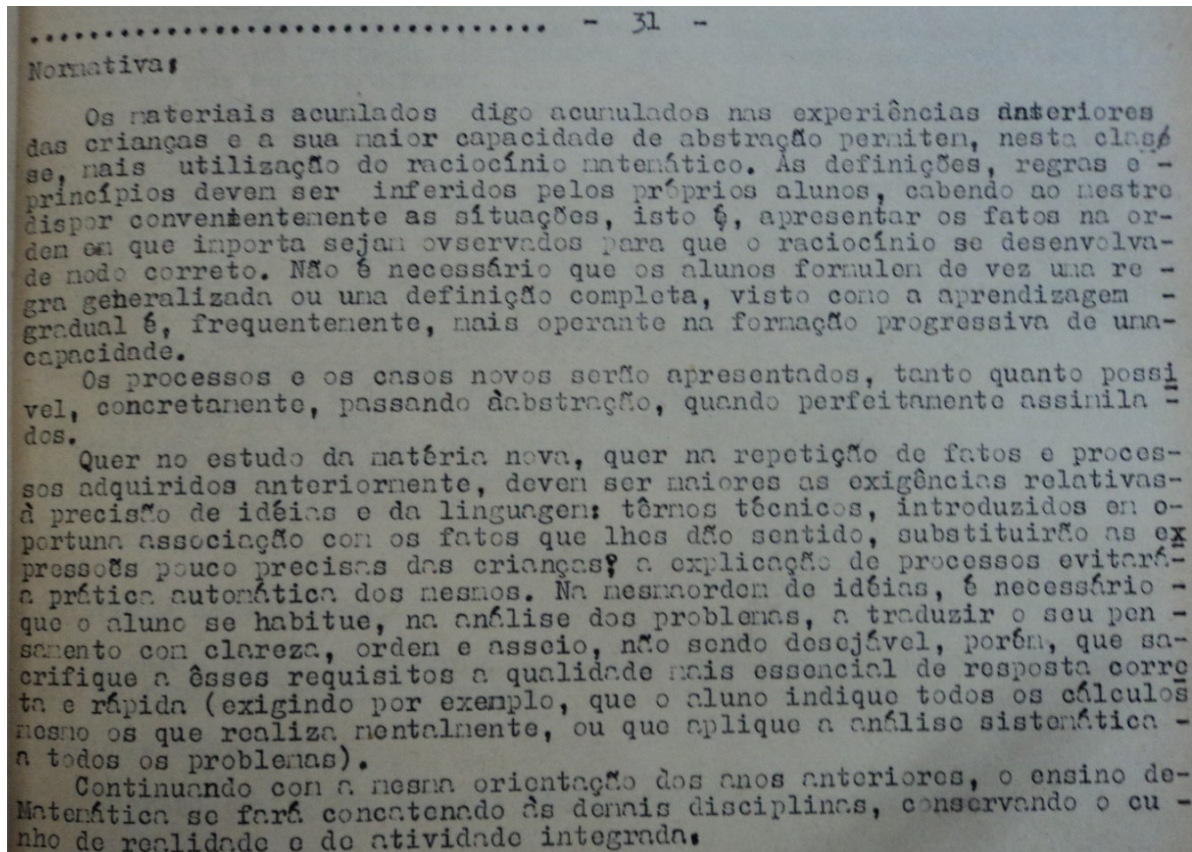 .................................. - 31 -
Normativa:
Os materiais acumlados digo acumulados nas experiências anteriores
das crianças e a sua maior capacidade de abstração permitem, nesta clas
se, mais utilização do raciocínio matemático. As definições, regras e -
princípios devem ser inferidos pelos próprios alunos, cabendo ao mestre
dispor convenientemente as sítuações, isto é, apresentar os fatos na or-
dem em que importa sejam ovservados para que o raciocínio se desenvolva-
de modo correto. Não é necessário que os alunos formulem de vez uma re -
gra geheralizada ou uma definição completa, visto como a aprendizagem -
gradual é, frequentemente, mais operante na formação progressiva de uma-
capacidade.
Os processos e os casos novos serão apresentados, tanto quanto possi
vel, concretamente, passando àabstração, quando perfeitamente assimila -
dos.
Quer no estudo da matéria nova, quer na repetição de fatos e proces-
sos adquiridos anteriormente, devem ser maiores as exigências relativas-
à precisão de idéias e da linguagem: têrmos técnicos, introduzidos em o-
portuna associação com os fatos que lhes dão sentido, substituirão as ex
pressoẽs pouco precisas das crianças; a explicação de processos evitará-
a prática automática dos mesmos. Na mesmaordem de idéias, é necessário -
que o aluno se habitue, na análise dos problemas, a traduzir o seu pen -
samento com clareza, ordem e asseio, não sendo desejável, porém, que sa-
crifique a êsses requisitos a qualidade mais essencial de resposta corre
ta e rápida (exigindo por exemplo, que o aluno indique todos os cálculos
mesmo os que realiza mentalmente, ou que aplique a análise sistemática -
a todos os problemas).
Continuando com a mesma orientação dos anos anteriores, o ensino de-
Matemática se fará concatenado às demais disciplinas, conservando o cu -
nho de realidade e de atividade integrada.